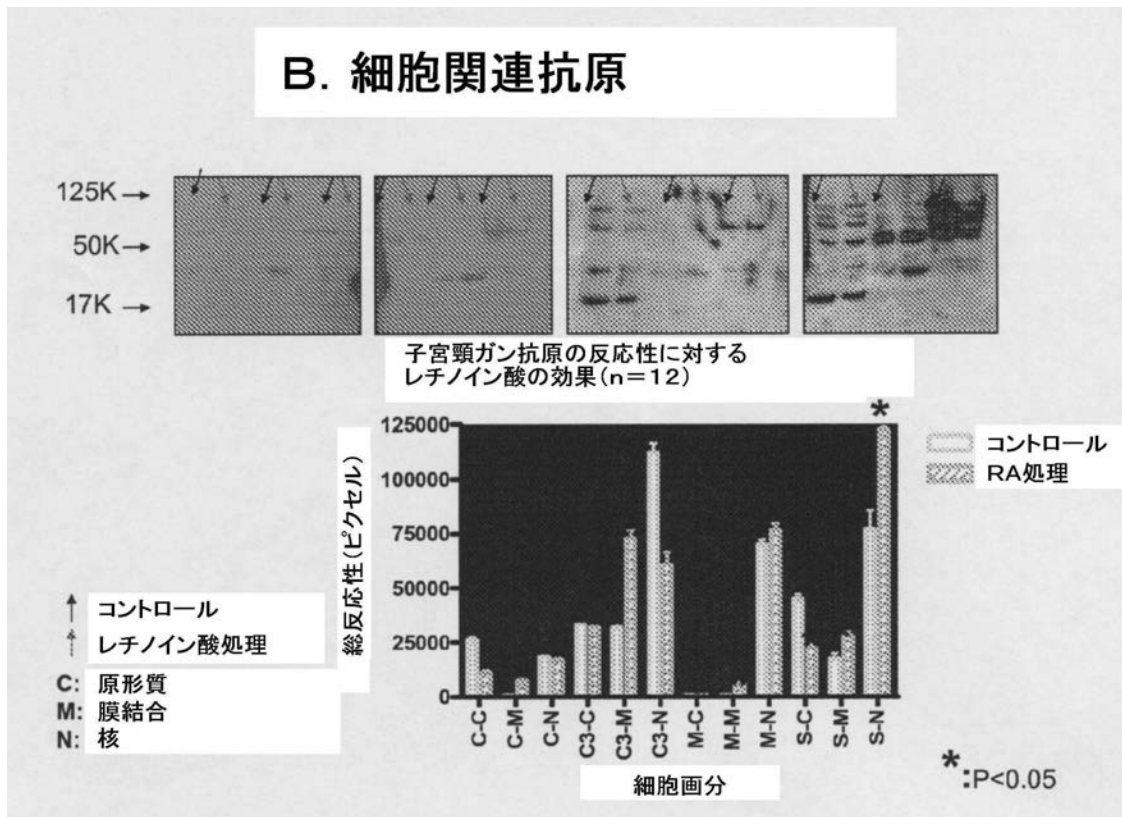 B. 細胞関連抗原
125K→
50K→
17K→
子宮頸ガン抗原の反応性に対する
レチノイン酸の効果(n=12)
総反応性(ピクセル)
125000
100000
75000
50000
25000
0
*
コントロール
RA処理
↑ コントロール
レチノイン酸処理
C: 原形質
M: 膜結合
N: 核
C-C
C-M
C-N
C3-C
C3-M
C3-N
M-C
M-M
M-N
S-C
S-M
S-N
細胞画分
*:P<0.05